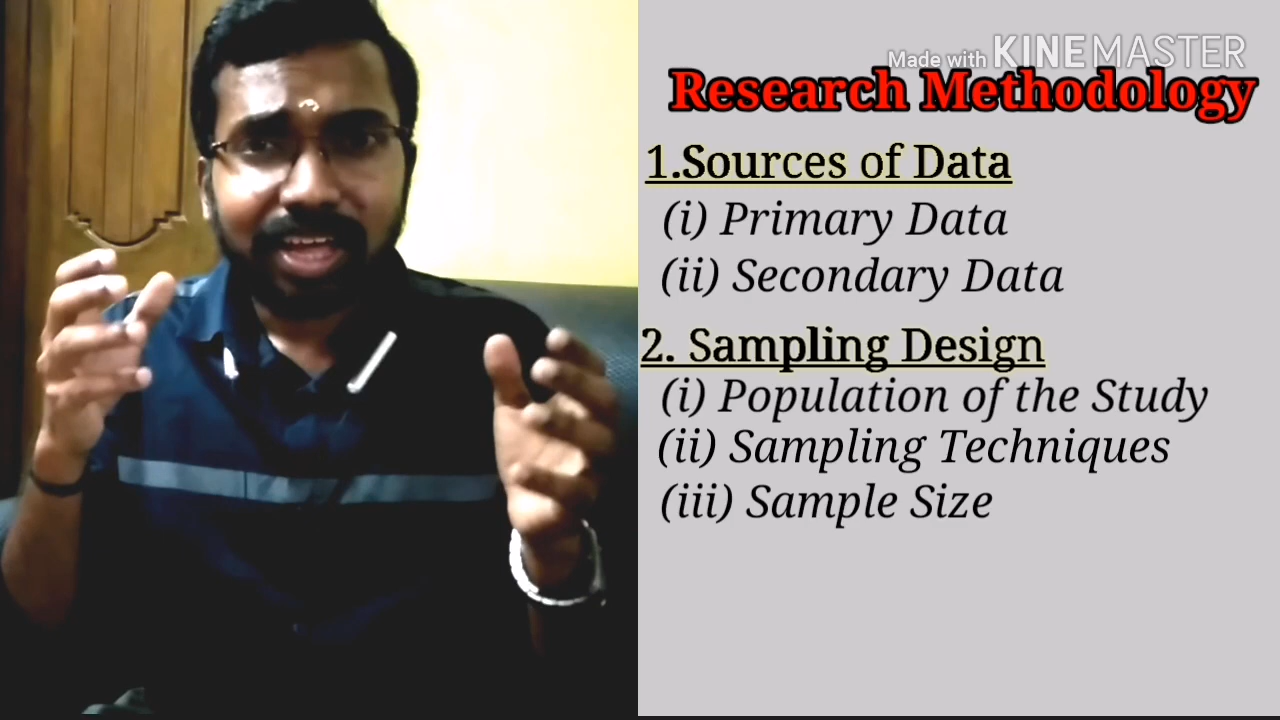 Made with KINEMASTER
Research Methodology
1.Sources of Data
(i) Primary Data
(ii) Secondary Data
2. Sampling Design
(i) Population of the Study
(ii) Sampling Techniques
(iii) Sample Size